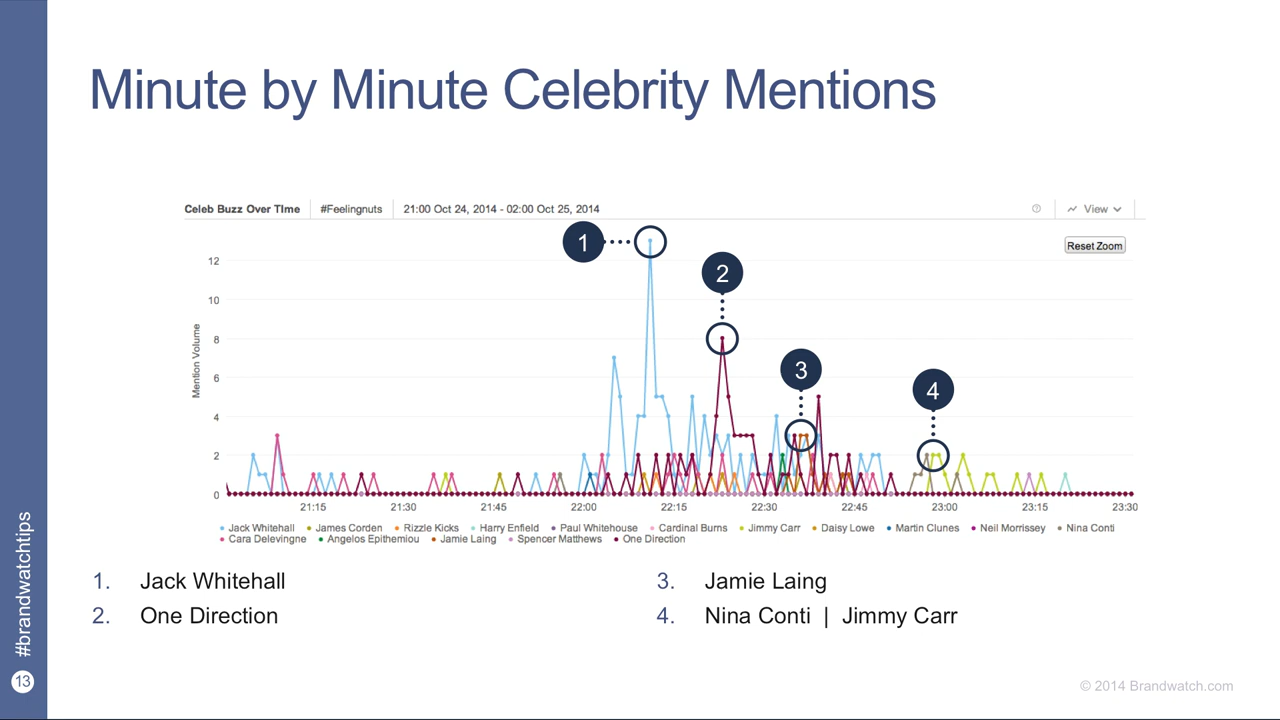 Minute by Minute Celebrity Mentions
Celeb Buzz Over TIme #Feelingnuts 21:00 Oct 24, 2014 - 02:00 Oct 25, 2014 View
Reset Zoom
1
2
3
4
Mention Volume
12
10
8
6
4
2
0
21:15 21:30 21:45 22:00 22:15 22:30 22:45 23:00 23:15 23:30
Jack Whitehall James Corden Rizzle Kicks Harry Enfield Paul Whitehouse Cardinal Burns Jimmy Carr Daisy Lowe Martin Clunes Neil Morrissey Nina Conti
Cara Delevingne Angelos Epithemiou Jamie Laing Spencer Matthews One Direction
1. Jack Whitehall
2. One Direction
3. Jamie Laing
4. Nina Conti | Jimmy Carr
#brandwatchtips
13
© 2014 Brandwatch.com